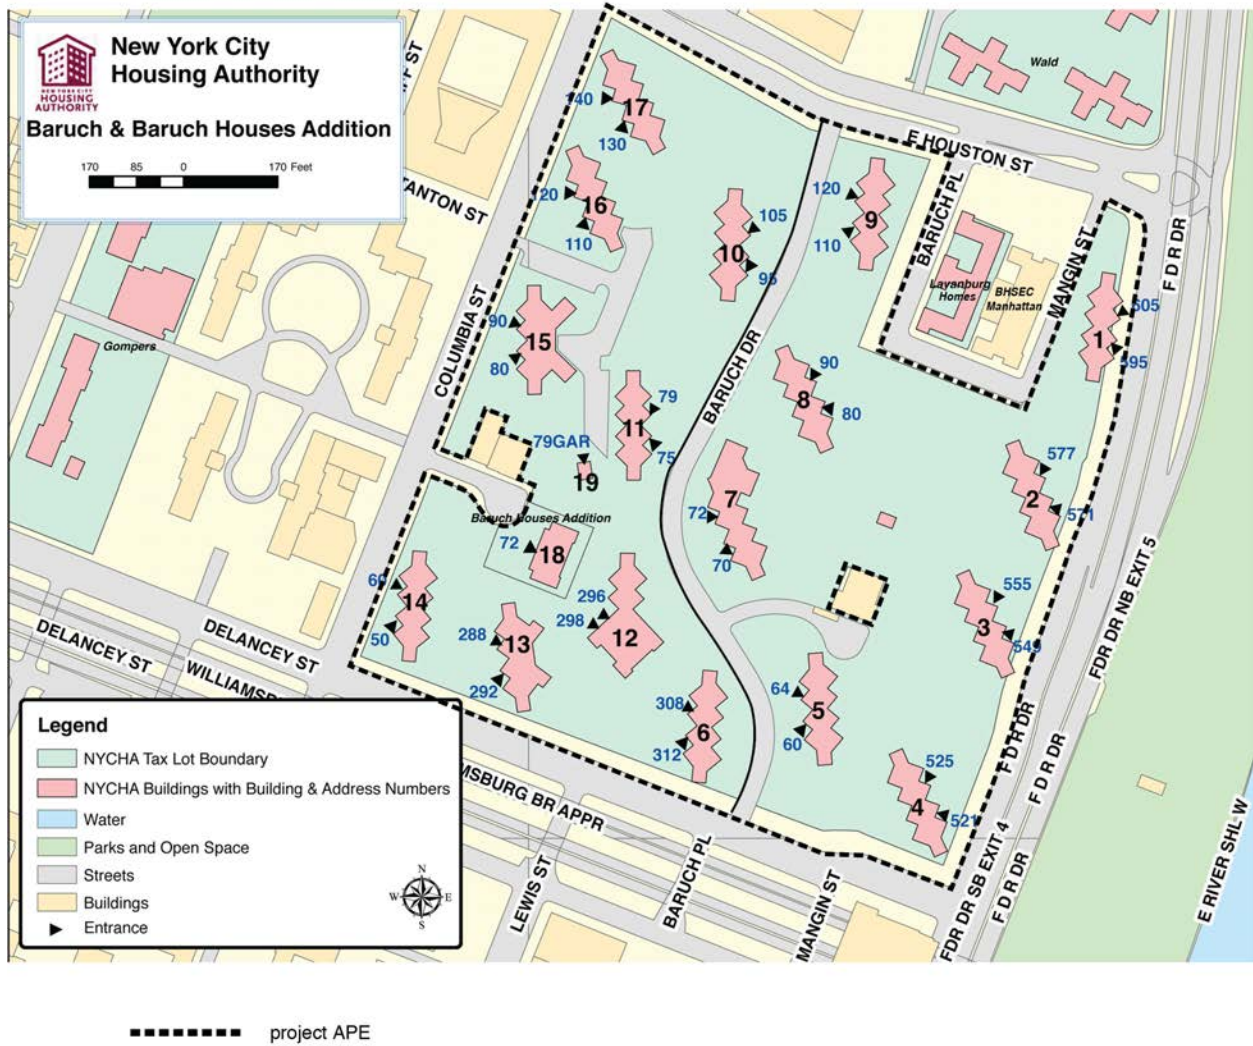 New York City
Housing Authority
NEW YORK CITY
HOUSING
AUTHORITY
Baruch & Baruch Houses Addition
170 85 0 170 Feet
TANTON ST
Wald
E HOUSTON ST
BARUCH PL
MANGIN ST
F D R DR
Lavanburg
Homes
BHSEC
Manhattan
140
17
130
120
16
110
105
10
95
120
9
110
605
1
595
COLUMBIA ST
BARUCH DR
Gompers
90
15
80
79
11
75
90
8
80
79GAR
19
577
2
571
Baruch Houses Addition
72
18
7
72
70
FDR DR NB EXIT 5
555
3
549
14
50
296
298
12
288
13
292
308
6
312
64
5
60
525
4
521
DELANCEY ST
DELANCEY ST
WILLIAMSB
MSBURG BR APPR
F D R DR
F D R DR
F D R DR
FDR DR SB EXIT 4
E RIVER SHL W
LEWIS ST
BARUCH PL
MANGIN ST
Legend
NYCHA Tax Lot Boundary
NYCHA Buildings with Building & Address Numbers
Water
Parks and Open Space
Streets
Buildings
Entrance
N
W E
S
project APE